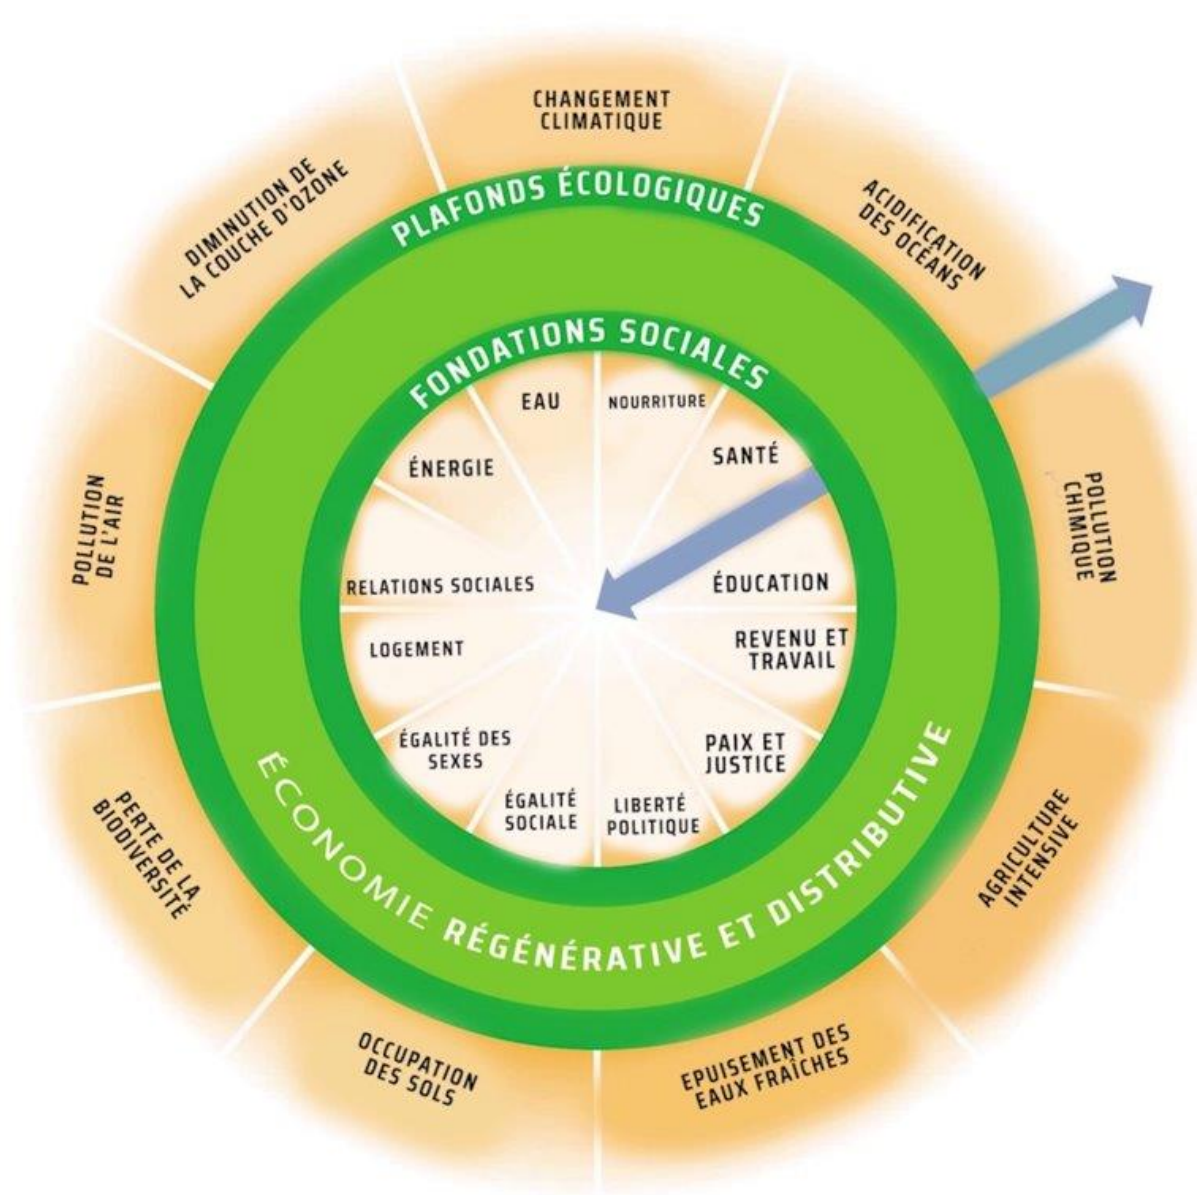 CHANGEMENT
CLIMATIQUE
ACIDIFICATION
DES OCÉANS
POLLUTION
CHIMIQUE
AGRICULTURE
INTENSIVE
EPUISEMENT DES
EAUX FRAÎCHES
OCCUPATION
DES SOLS
PERTE DE LA
BIODIVERSITÉ
POLLUTION
DE L'AIR
DIMINUTION DE
LA COUCHE D'OZONE
PLAFONDS ÉCOLOGIQUES
FONDATIONS SOCIALES
EAU
NOURRITURE
SANTÉ
ÉDUCATION
REVENU ET
TRAVAIL
PAIX ET
JUSTICE
LIBERTÉ
POLITIQUE
ÉGALITÉ
SOCIALE
ÉGALITÉ DES
SEXES
LOGEMENT
RELATIONS SOCIALES
ÉNERGIE
ÉCONOMIE RÉGÉNÉRATIVE ET DISTRIBUTIVE